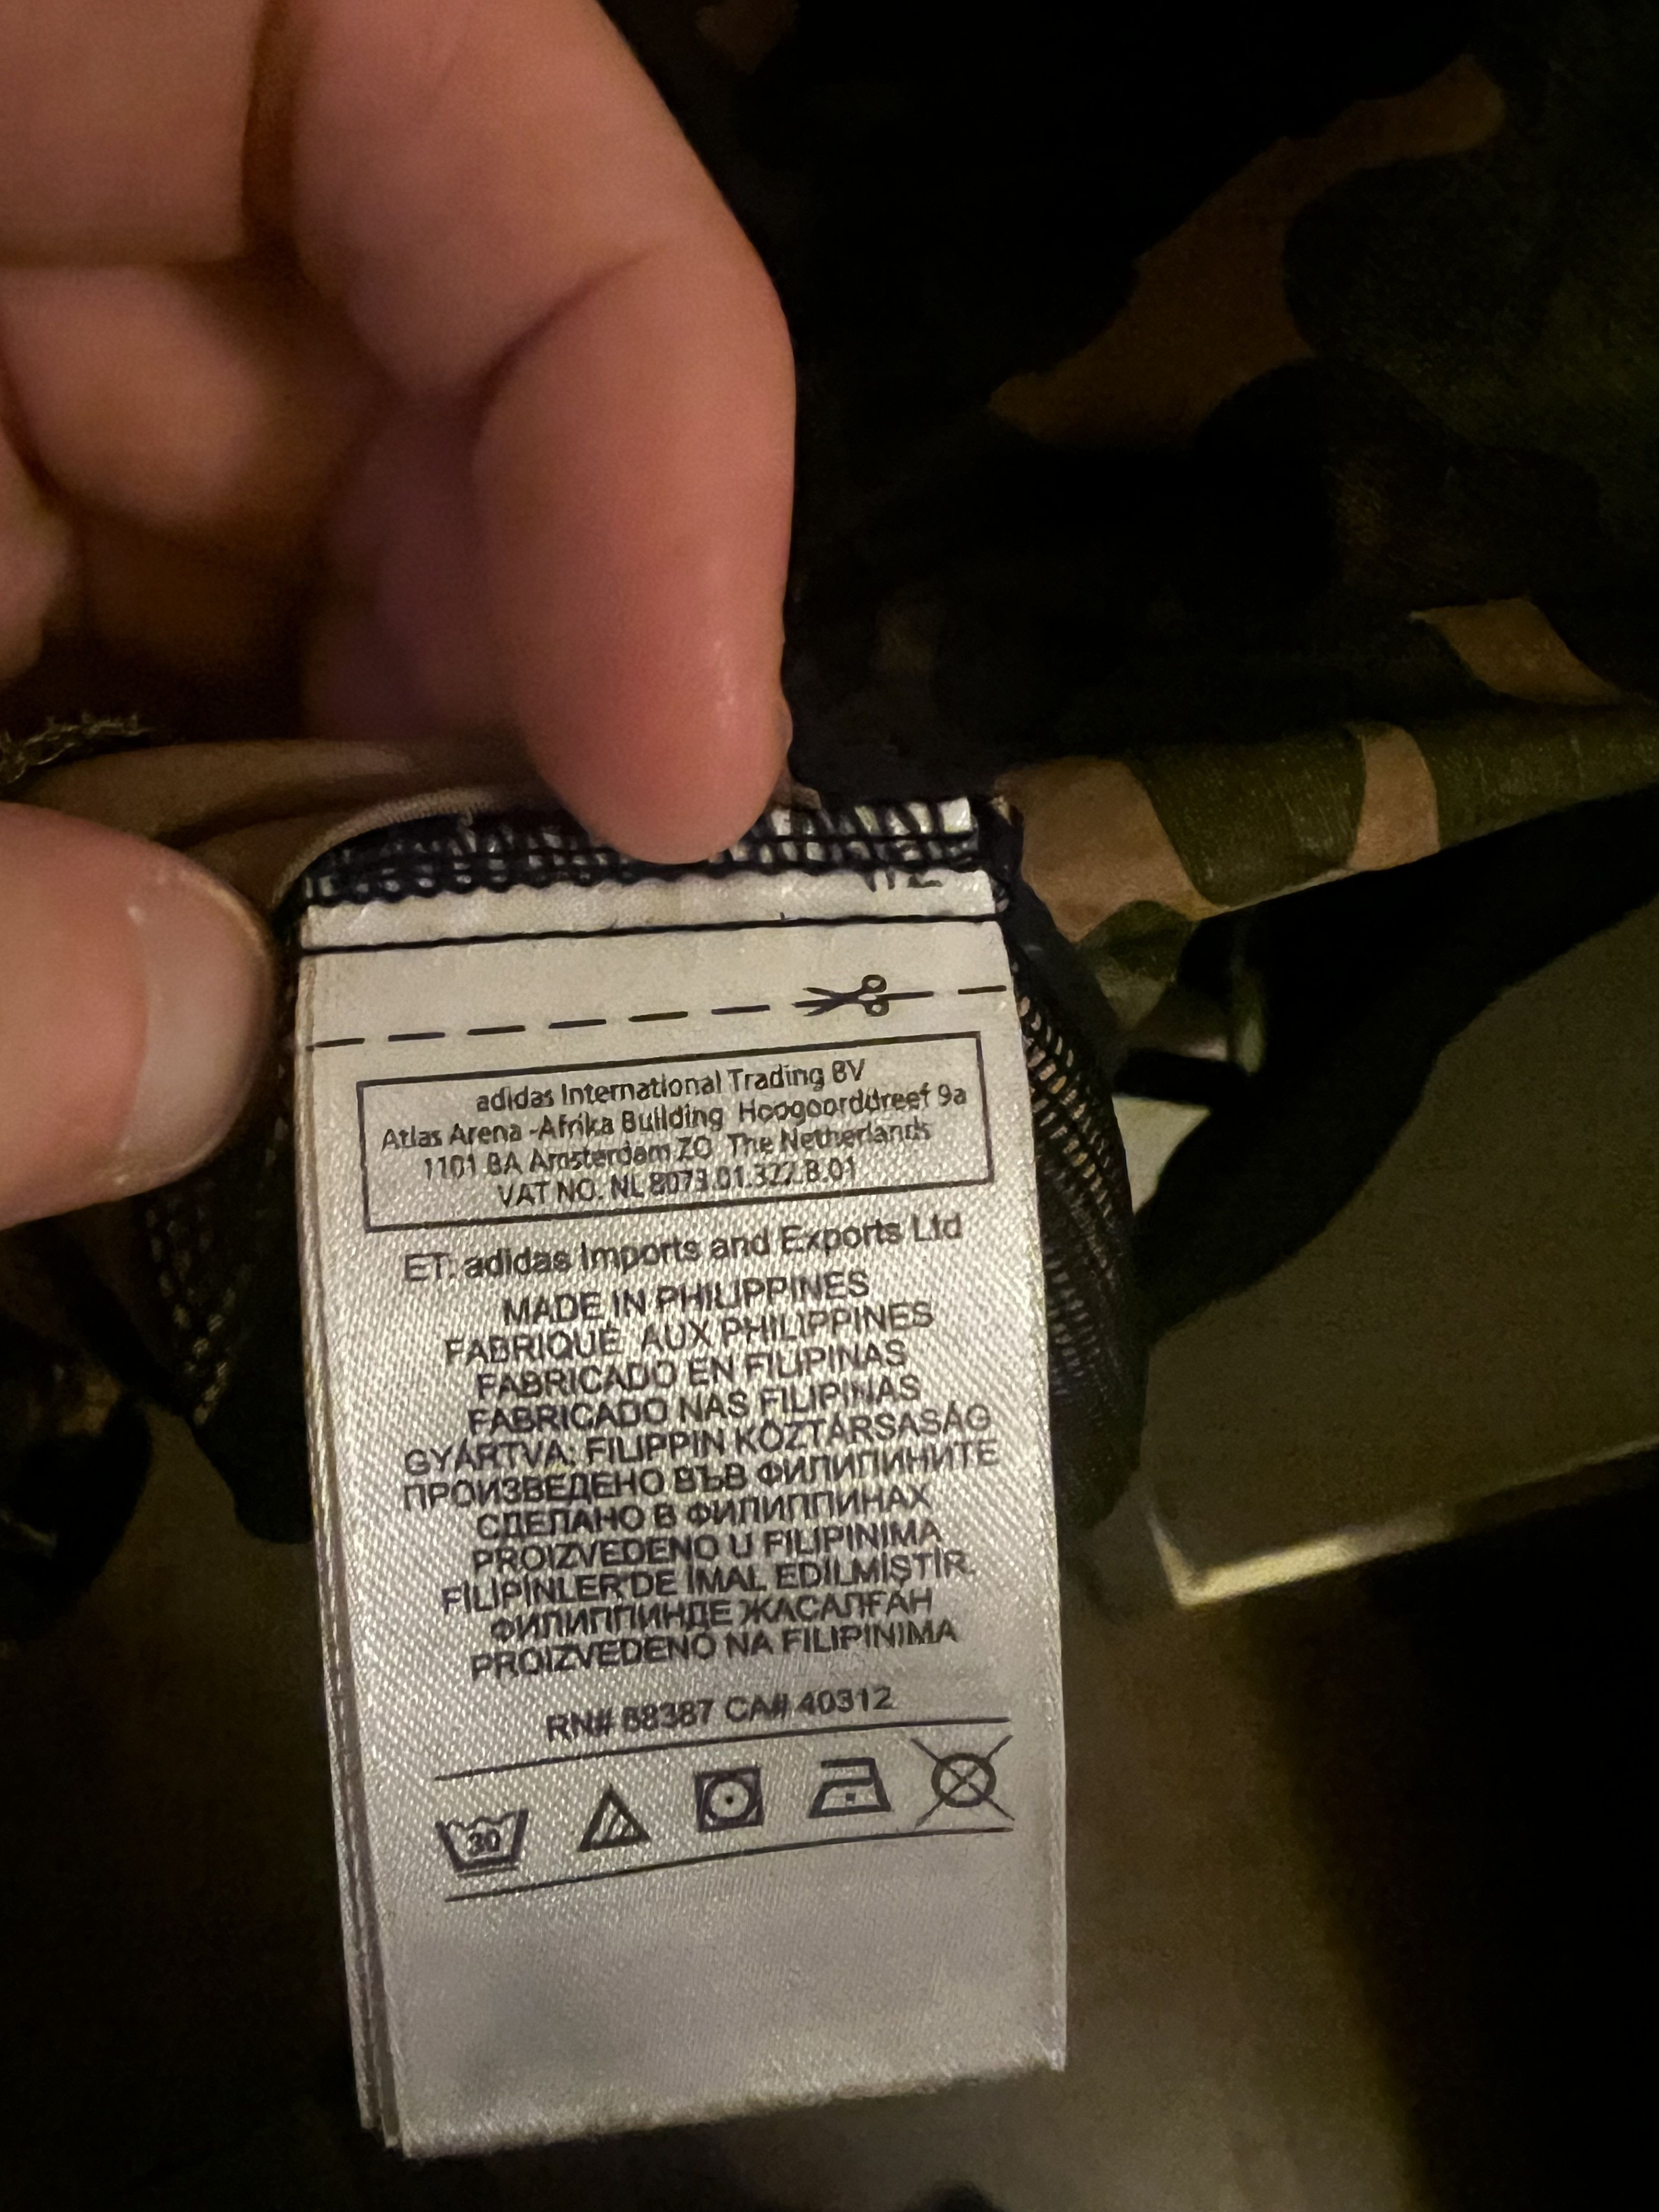 adidas International Trading BV
Atlas Arena -Afrika Building Hoogoorddreef 9a
1101 BA Amsterdam ZO The Netherlands
VAT NO. NL 8073.01.327.B.01
ET: adidas Imports and Exports Ltd
MADE IN PHILIPPINES
FABRIQUÉ AUX PHILIPPINES
FABRICADO EN FILIPINAS
FABRICADO NAS FILIPINAS
GYÁRTVA: FILIPPIN KÖZTÁRSASÁG
ПРОИЗВЕДЕНО ВЪВ ФИЛИПИНИТЕ
СДЕЛАНО В ФИЛИППИНАХ
PROIZVEDENO U FILIPINIMA
FİLİPİNLER'DE İMAL EDİLMİŞTİR.
ФИЛИППИНДЕ ЖАСАЛҒАН
PROIZVEDENO NA FILIPINIMA
RN# 88387 CA# 40312
30